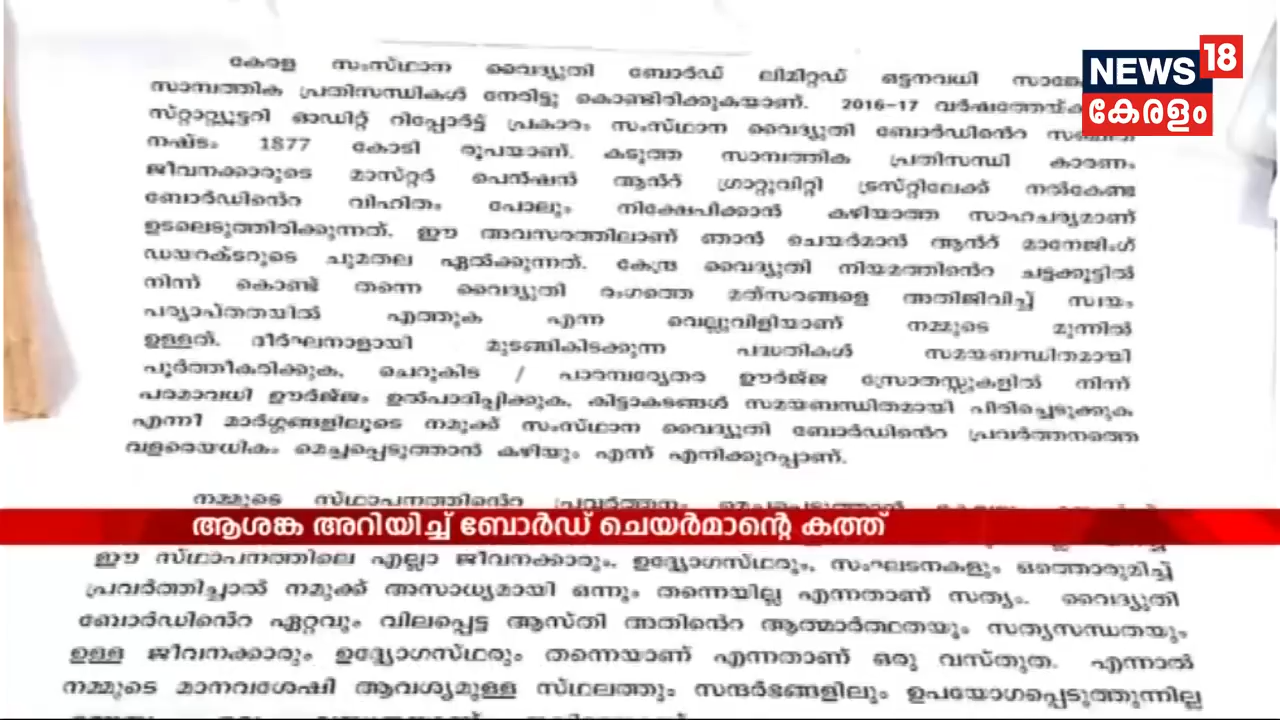 കേരള സംസ്ഥാന വൈദ്യുതി ബോർഡ് ലിമിറ്റഡ് ഒട്ടനവധി
സാമ്പത്തിക പ്രതിസന്ധികൾ നേരിട്ടു കൊണ്ടിരിക്കുകയാണ്. 2016-17
സ്റ്റാറ്റ്യൂട്ടറി ഓഡിറ്റ് റിപ്പോർട്ട് പ്രകാരം സംസ്ഥാന വൈദ്യുതി ബോർഡിൻെറ
നഷ്ടം 1877 കോടി രൂപയാണ്. കടുത്ത സാമ്പത്തിക പ്രതിസന്ധി കാരണം
ജീവനക്കാരുടെ മാസ്റ്റർ പെൻഷൻ ആൻറ് ഗ്രാറ്റുവിറ്റി ട്രസ്റ്റിലേക്ക് നൽകേണ്ട
ബോർഡിൻെറ വിഹിതം പോലും നിക്ഷേപിക്കാൻ കഴിയാത്ത സാഹചര്യമാണ്
ഉടലെടുത്തിരിക്കുന്നത്. ഈ അവസരത്തിലാണ് ഞാൻ ചെയർമാൻ ആൻറ് മാനേജിംഗ്
ഡയറക്ടറുടെ ചുമതല ഏൽക്കുന്നത്. കേന്ദ്ര വൈദ്യുതി നിയമത്തിൻെറ ചട്ടക്കൂട്ടിൽ
നിന്ന് കൊണ്ട് തന്നെ വൈദ്യുതി രംഗത്തെ മത്സരങ്ങളെ അതിജീവിച്ച് സ്വയം
പര്യാപ്തതയിൽ എത്തുക എന്ന വെല്ലുവിളിയാണ് നമ്മുടെ മുന്നിൽ
ഉള്ളത്. ദീർഘനാളായി മുടങ്ങികിടക്കുന്ന പദ്ധതികൾ സമയബന്ധിതമായി
പൂർത്തീകരിക്കുക, ചെറുകിട / പാരമ്പര്യേതര ഊർജ്ജ സ്രോതസ്സുകളിൽ നിന്ന്
പരമാവധി ഊർജ്ജം ഉൽപാദിപ്പിക്കുക, കിട്ടാകടങ്ങൾ സമയബന്ധിതമായി പിരിച്ചെടുക്കുക
എന്നീ മാർഗ്ഗങ്ങളിലൂടെ നമുക്ക് സംസ്ഥാന വൈദ്യുതി ബോർഡിൻെറ പ്രവർത്തനത്തെ
വളരെയധികം മെച്ചപ്പെടുത്താൻ കഴിയും എന്ന് എനിക്കുറപ്പാണ്.
നമ്മുടെ സ്ഥാപനത്തിൻെറ പ്രവർത്തനം
ആശങ്ക അറിയിച്ച് ബോർഡ് ചെയർമാന്റെ കത്ത്
ഈ സ്ഥാപനത്തിലെ എല്ലാ ജീവനക്കാരും, ഉദ്യോഗസ്ഥരും, സംഘടനകളും ഒത്തൊരുമിച്ച്
പ്രവർത്തിച്ചാൽ നമുക്ക് അസാധ്യമായി ഒന്നും തന്നെയില്ല എന്നതാണ് സത്യം. വൈദ്യുതി
ബോർഡിൻെറ ഏറ്റവും വിലപ്പെട്ട ആസ്തി അതിൻെറ ആത്മാർത്ഥതയും സത്യസന്ധതയും
ഉള്ള ജീവനക്കാരും ഉദ്യോഗസ്ഥരും തന്നെയാണ് എന്നതാണ് ഒരു വസ്തുത. എന്നാൽ
നമ്മുടെ മാനവശേഷി ആവശ്യമുള്ള സ്ഥലത്തും സന്ദർഭങ്ങളിലും ഉപയോഗപ്പെടുത്തുന്നില്ല
NEWS 18
കേരളം